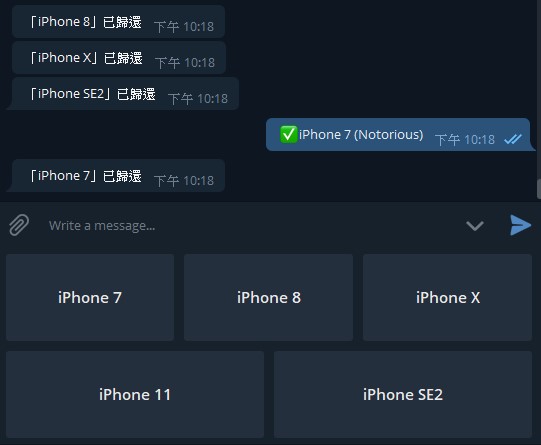 「iPhone 8」已歸還 下午 10:18
「iPhone X」已歸還 下午 10:18
「iPhone SE2」已歸還 下午 10:18
✅iPhone 7 (Notorious) 下午 10:18
「iPhone 7」已歸還 下午 10:18
Write a message...
iPhone 7
iPhone 8
iPhone X
iPhone 11
iPhone SE2